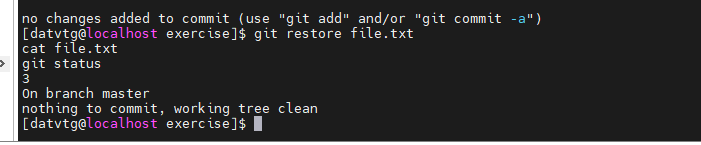 no changes added to commit (use "git add" and/or "git commit -a")
[datvtg@localhost exercise]$ git restore file.txt
cat file.txt
git status
3
On branch master
nothing to commit, working tree clean
[datvtg@localhost exercise]$